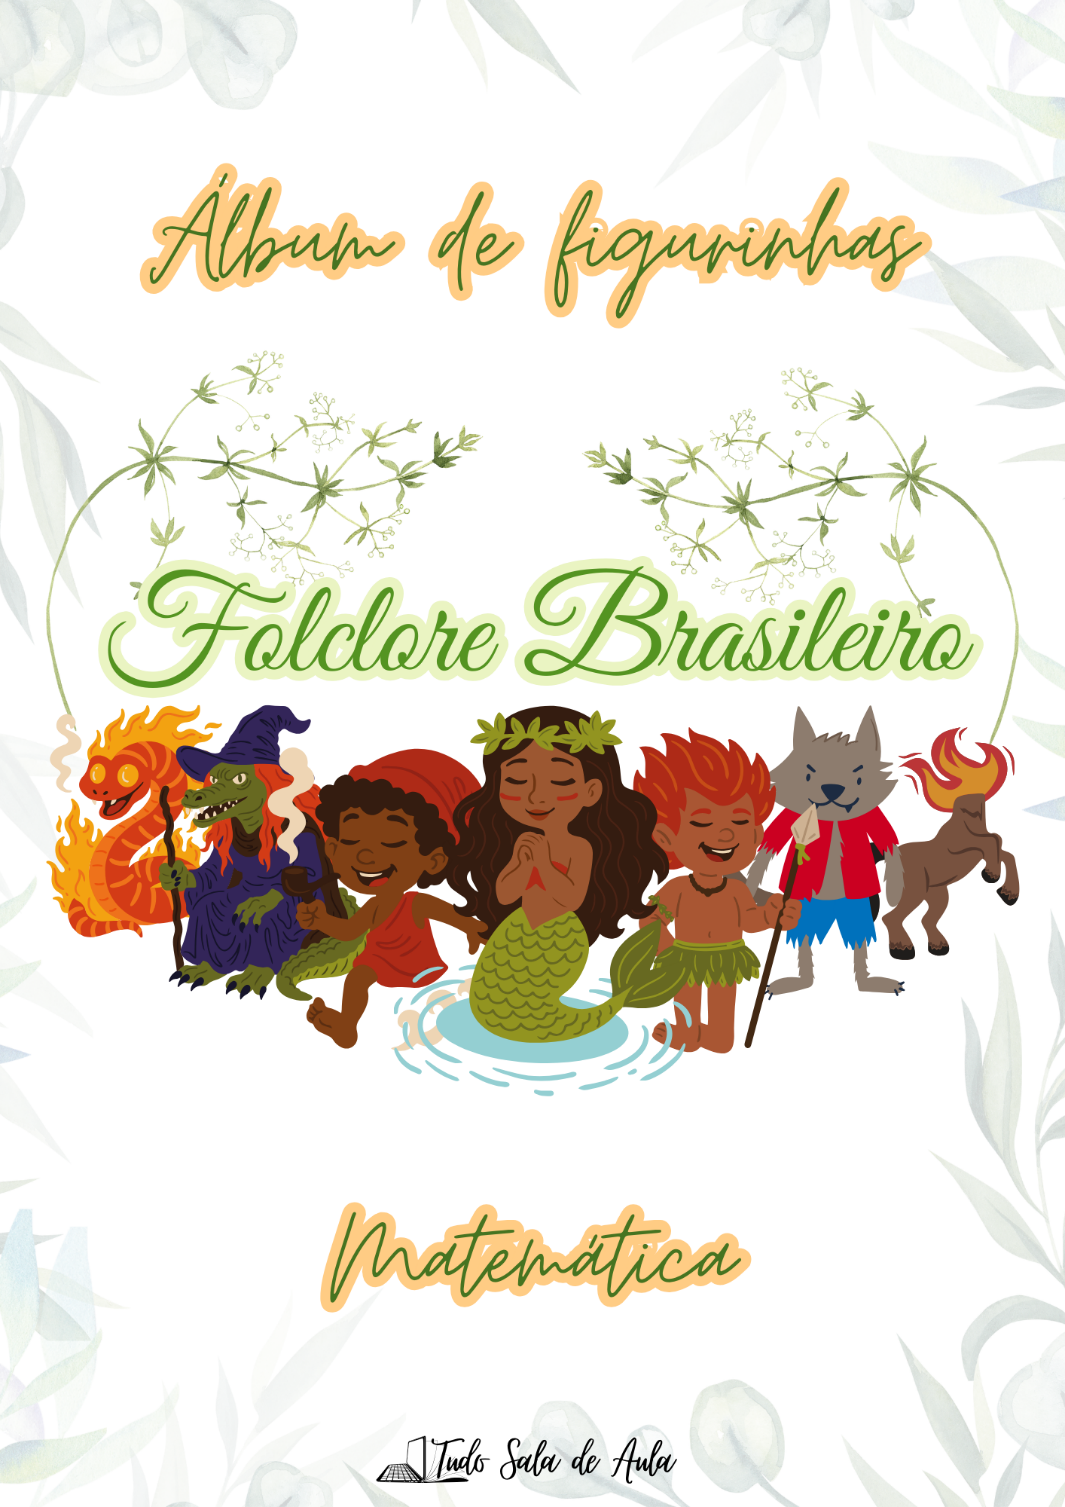 Álbum de figurinhas
Folclore Brasileiro
Matemática
Tudo Sala de Aula